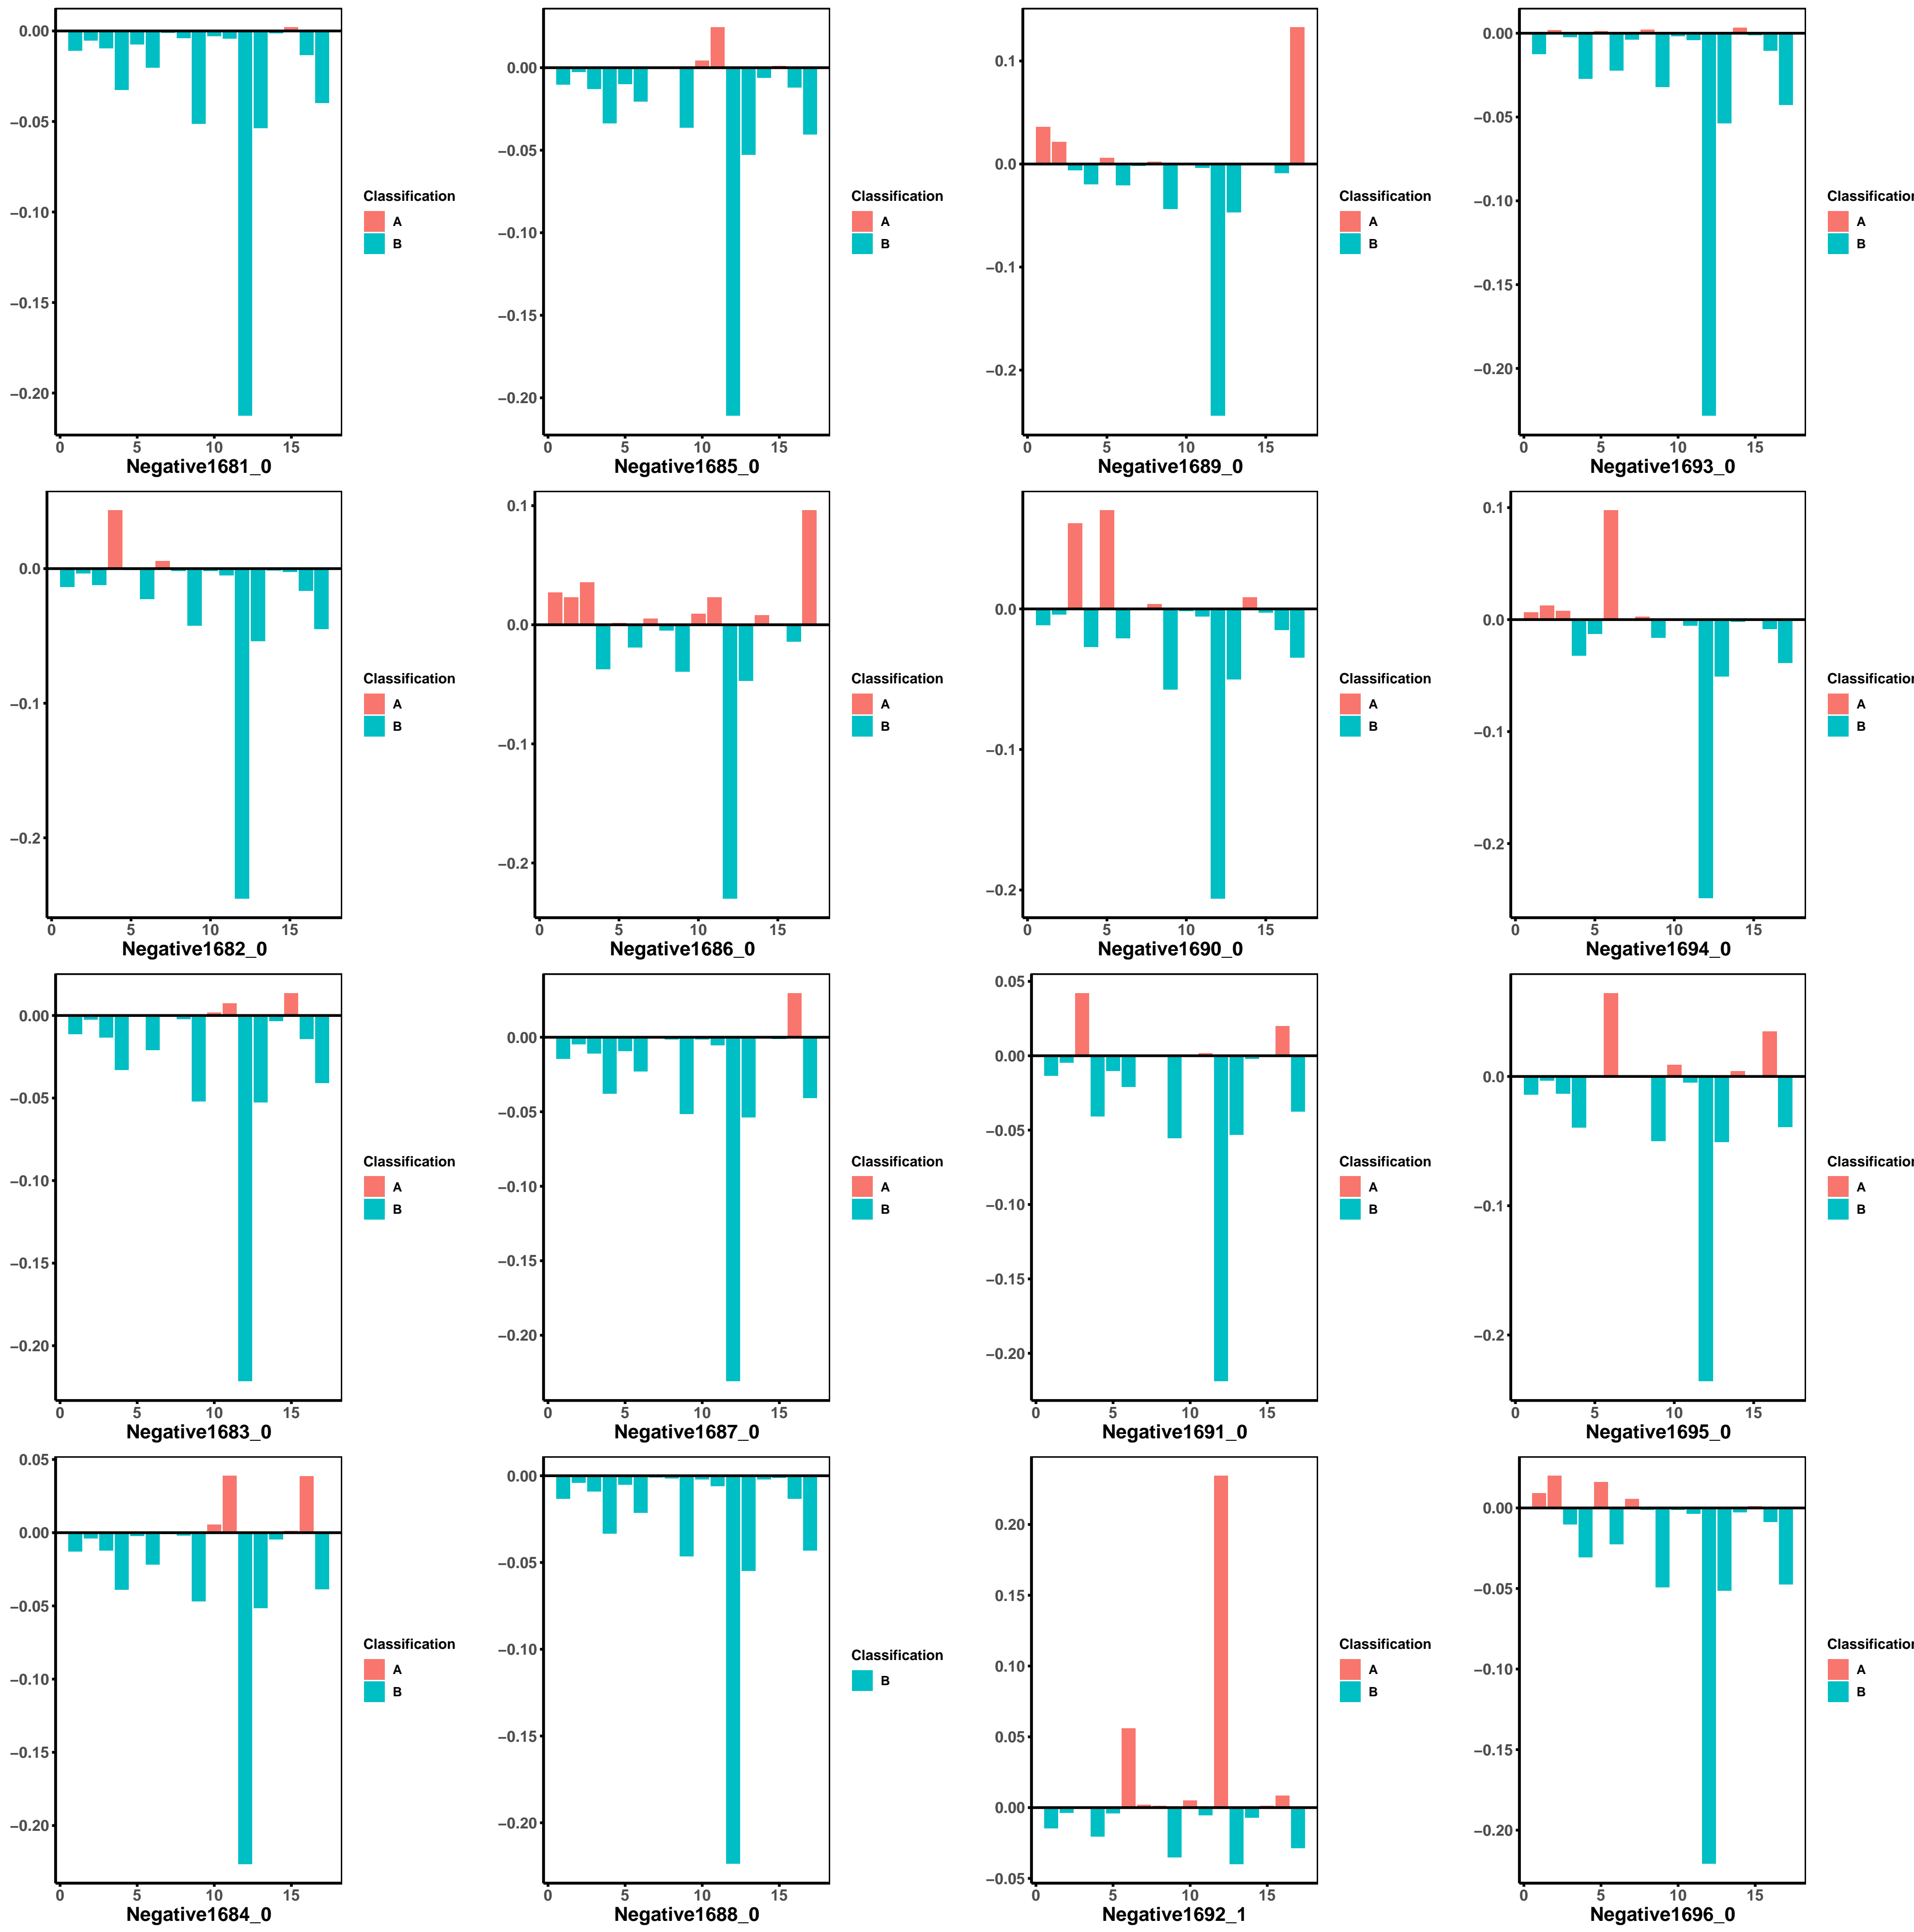 0.00
−0.05
−0.10
−0.15
−0.20
0 5 10 15
Negative1681_0
Classification
A
B
0.00
−0.05
−0.10
−0.15
−0.20
0 5 10 15
Negative1685_0
Classification
A
B
0.1
0.0
−0.1
−0.2
0 5 10 15
Negative1689_0
Classification
A
B
0.00
−0.05
−0.10
−0.15
−0.20
0 5 10 15
Negative1693_0
Classificatio
A
B
0.0
−0.1
−0.2
0 5 10 15
Negative1682_0
Classification
A
B
0.1
0.0
−0.1
−0.2
0 5 10 15
Negative1686_0
Classification
A
B
0.0
−0.1
−0.2
0 5 10 15
Negative1690_0
Classification
A
B
0.1
0.0
−0.1
−0.2
0 5 10 15
Negative1694_0
Classificatio
A
B
0.00
−0.05
−0.10
−0.15
−0.20
0 5 10 15
Negative1683_0
Classification
A
B
0.00
−0.05
−0.10
−0.15
−0.20
0 5 10 15
Negative1687_0
Classification
A
B
0.05
0.00
−0.05
−0.10
−0.15
−0.20
0 5 10 15
Negative1691_0
Classification
A
B
0.0
−0.1
−0.2
0 5 10 15
Negative1695_0
Classificatio
A
B
0.05
0.00
−0.05
−0.10
−0.15
−0.20
0 5 10 15
Negative1684_0
Classification
A
B
0.00
−0.05
−0.10
−0.15
−0.20
0 5 10 15
Negative1688_0
Classification
B
0.20
0.15
0.10
0.05
0.00
−0.05
0 5 10 15
Negative1692_1
Classification
A
B
0.00
−0.05
−0.10
−0.15
−0.20
0 5 10 15
Negative1696_0
Classificatio
A
B